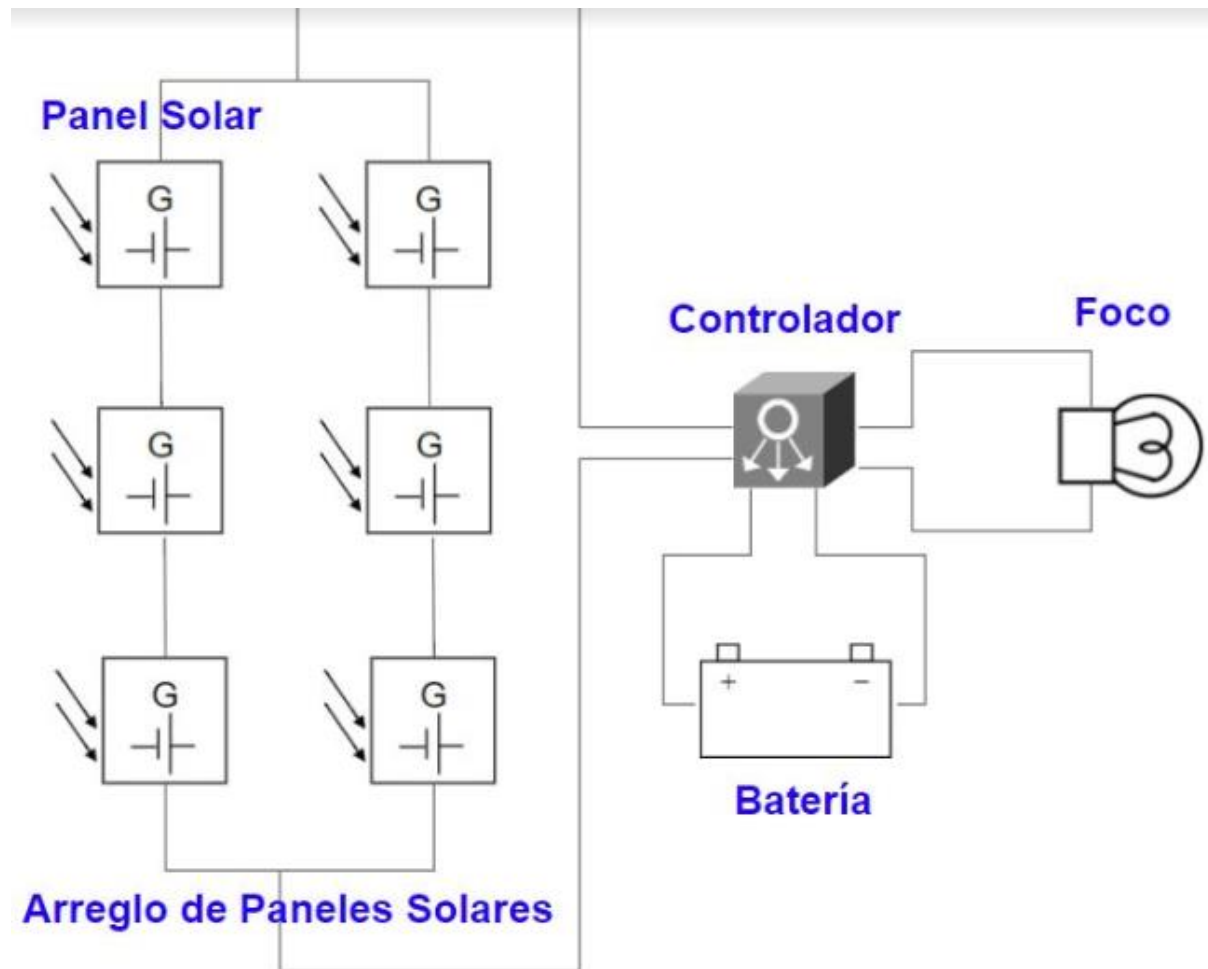 Panel Solar
G
G
Controlador
Foco
G
G
G
G
+
−
Batería
Arreglo de Paneles Solares